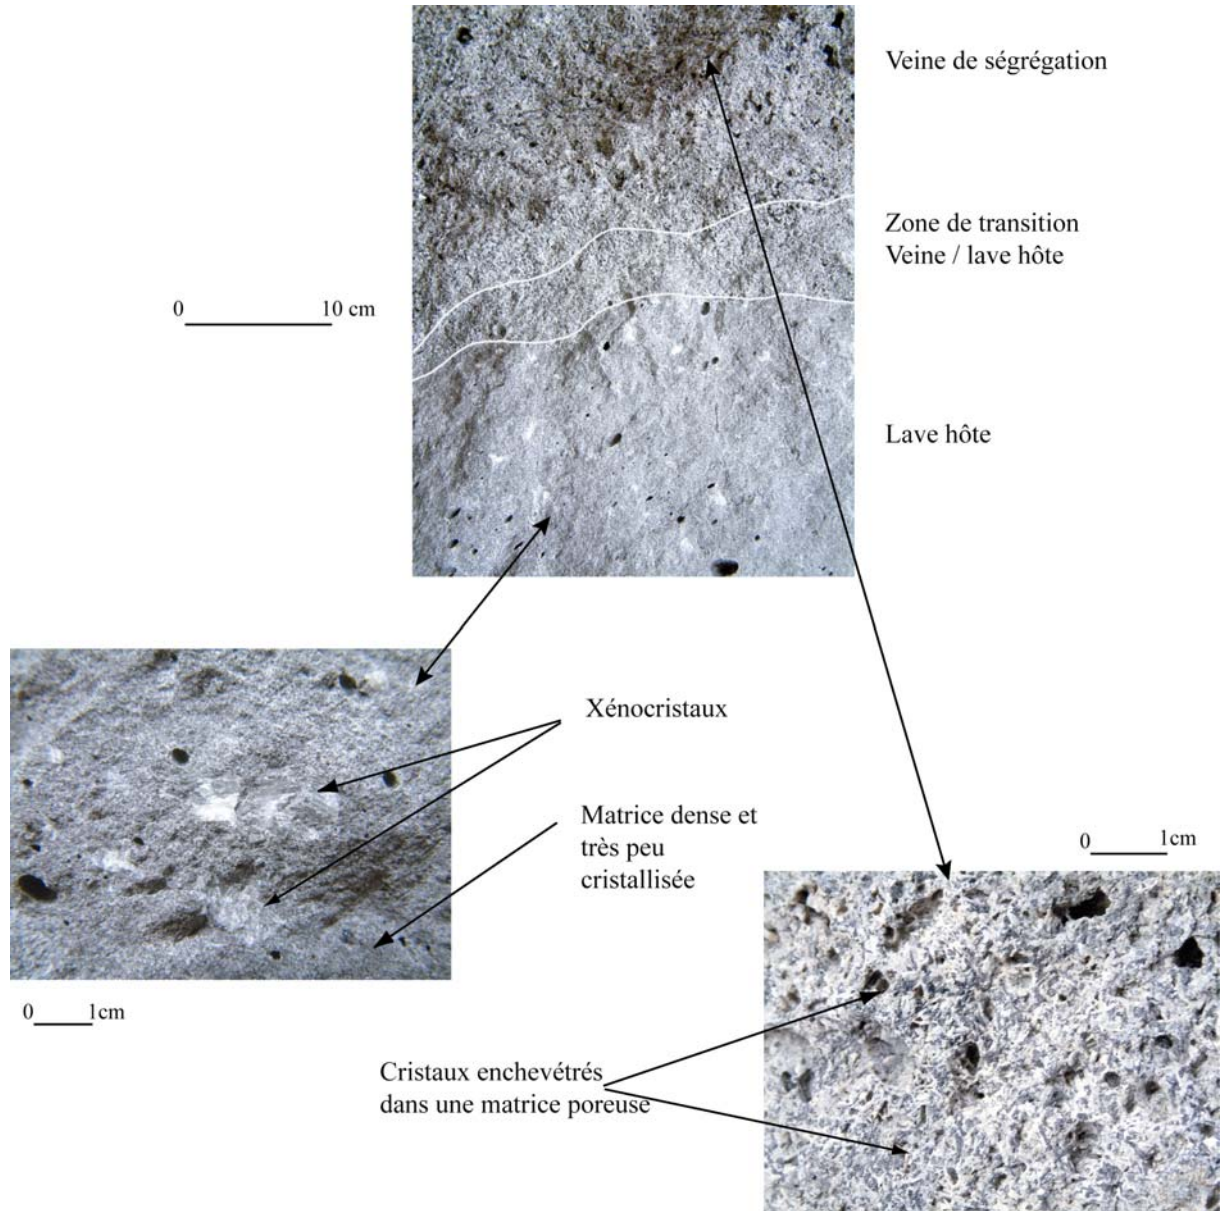 Veine de ségrégation
Zone de transition
Veine / lave hôte
0 10 cm
Lave hôte
Xénocristaux
Matrice dense et
très peu
cristallisée
0 1cm
0 1cm
Cristaux enchevétrés
dans une matrice poreuse